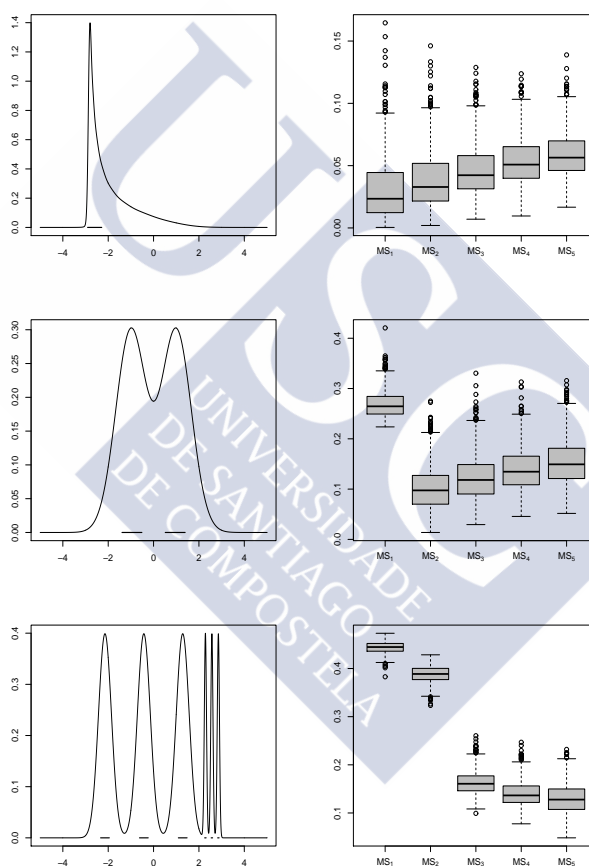 0.0 0.2 0.4 0.6 0.8 1.0 1.2 1.4
−4 −2 0 2 4
0.00 0.05 0.10 0.15
MS₁ MS₂ MS₃ MS₄ MS₅
0.00 0.05 0.10 0.15 0.20 0.25 0.30
−4 −2 0 2 4
0.0 0.1 0.2 0.3 0.4
MS₁ MS₂ MS₃ MS₄ MS₅
0.0 0.1 0.2 0.3 0.4
−4 −2 0 2 4
0.1 0.2 0.3 0.4
MS₁ MS₂ MS₃ MS₄ MS₅
USC
UNIVERSIDADE
DE SANTIAGO
DE COMPOSTELA